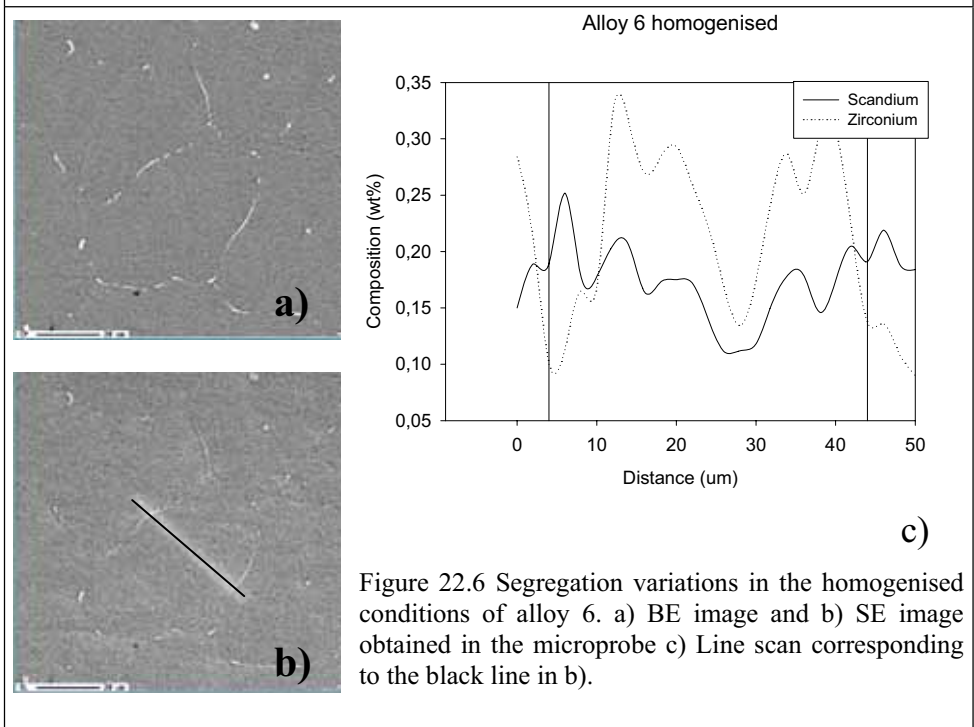 a)
b)
Alloy 6 homogenised
Scandium
Zirconium
0,35
0,30
0,25
0,20
0,15
0,10
0,05
Composition (wt%)
0 10 20 30 40 50
Distance (um)
c)
Figure 22.6 Segregation variations in the homogenised
conditions of alloy 6. a) BE image and b) SE image
obtained in the microprobe c) Line scan corresponding
to the black line in b).